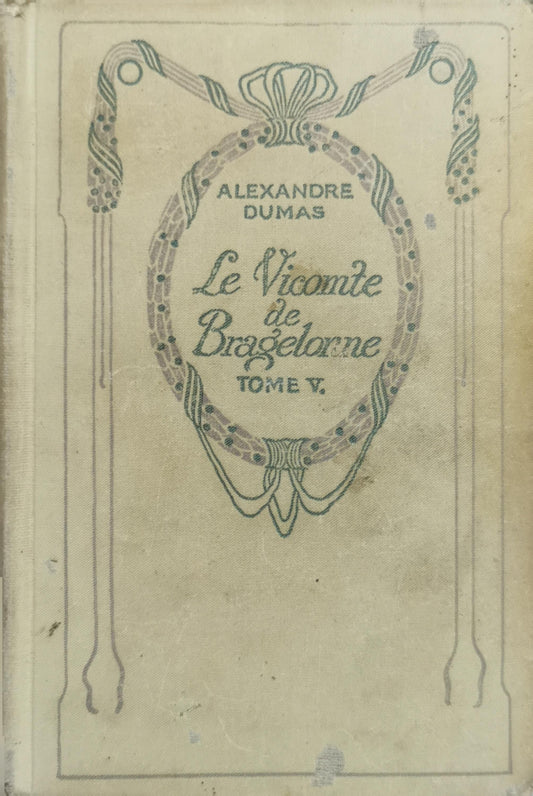 ALEXANDRE
DUMAS
Le Vicomte
de
Bragelonne
TOME V.